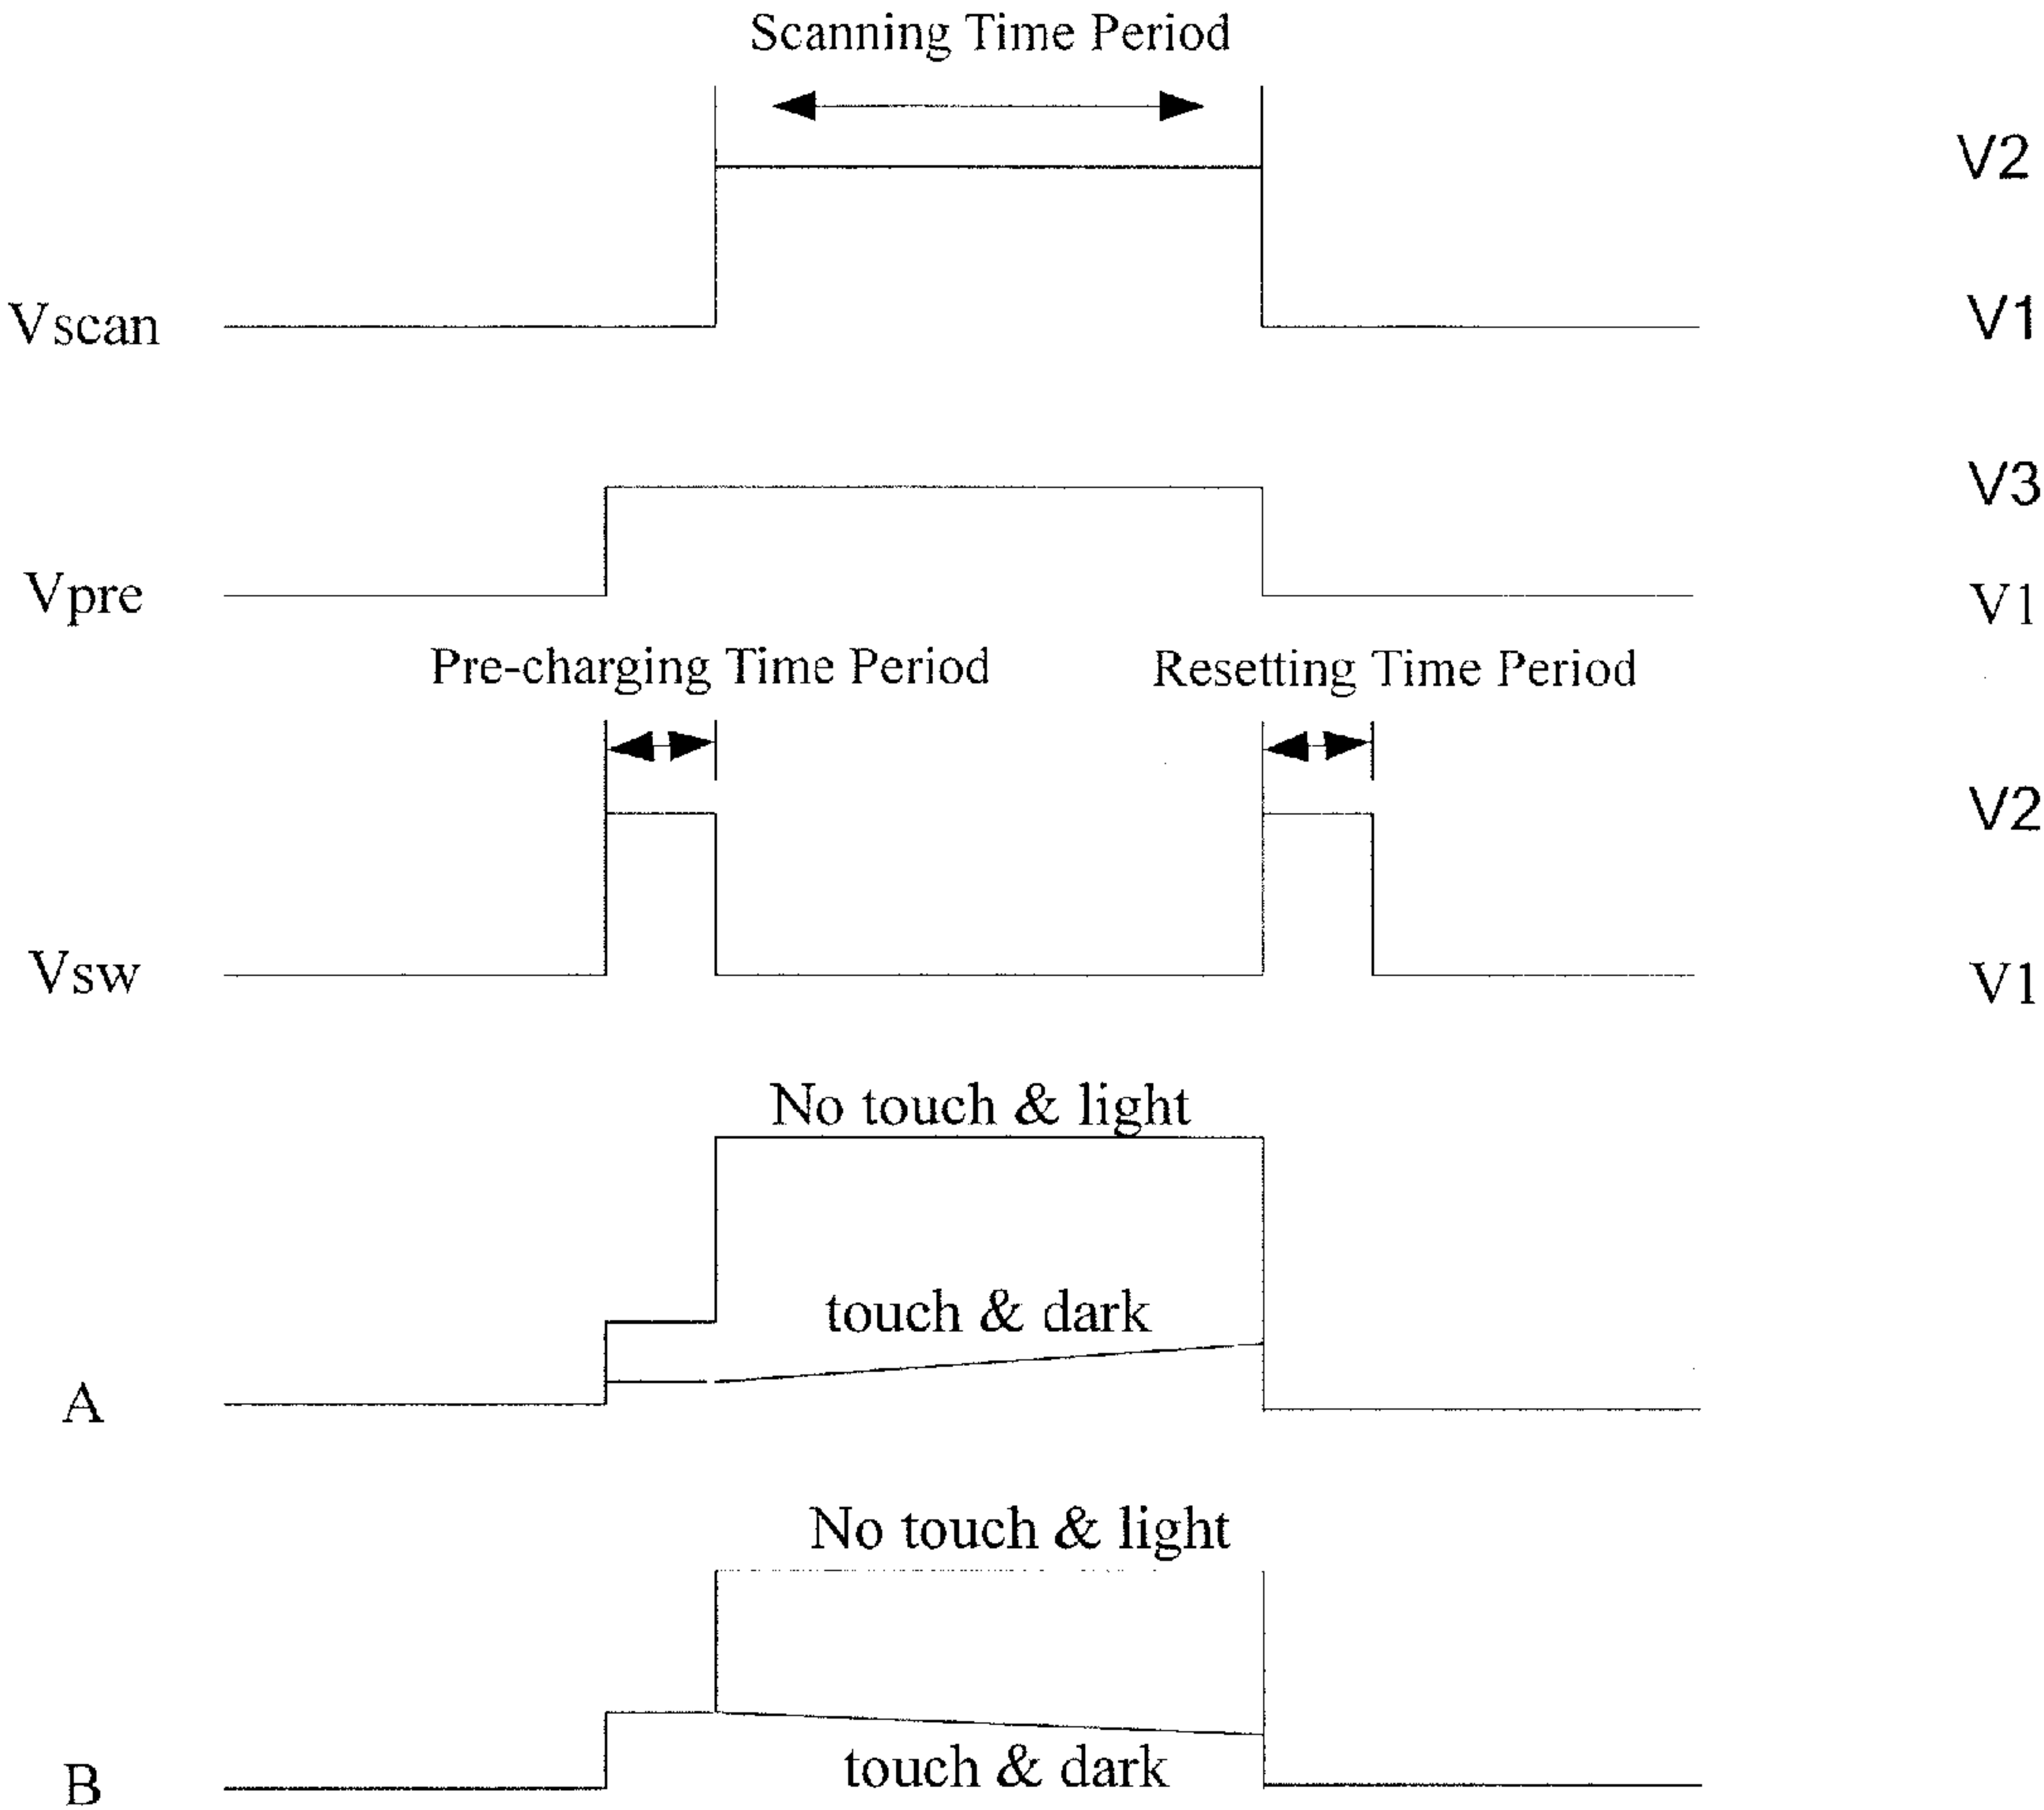 Scanning Time Period
V2
Vscan
V1
V3
Vpre
V1
Pre-charging Time Period
Resetting Time Period
V2
Vsw
V1
No touch & light
touch & dark
A
No touch & light
touch & dark
B